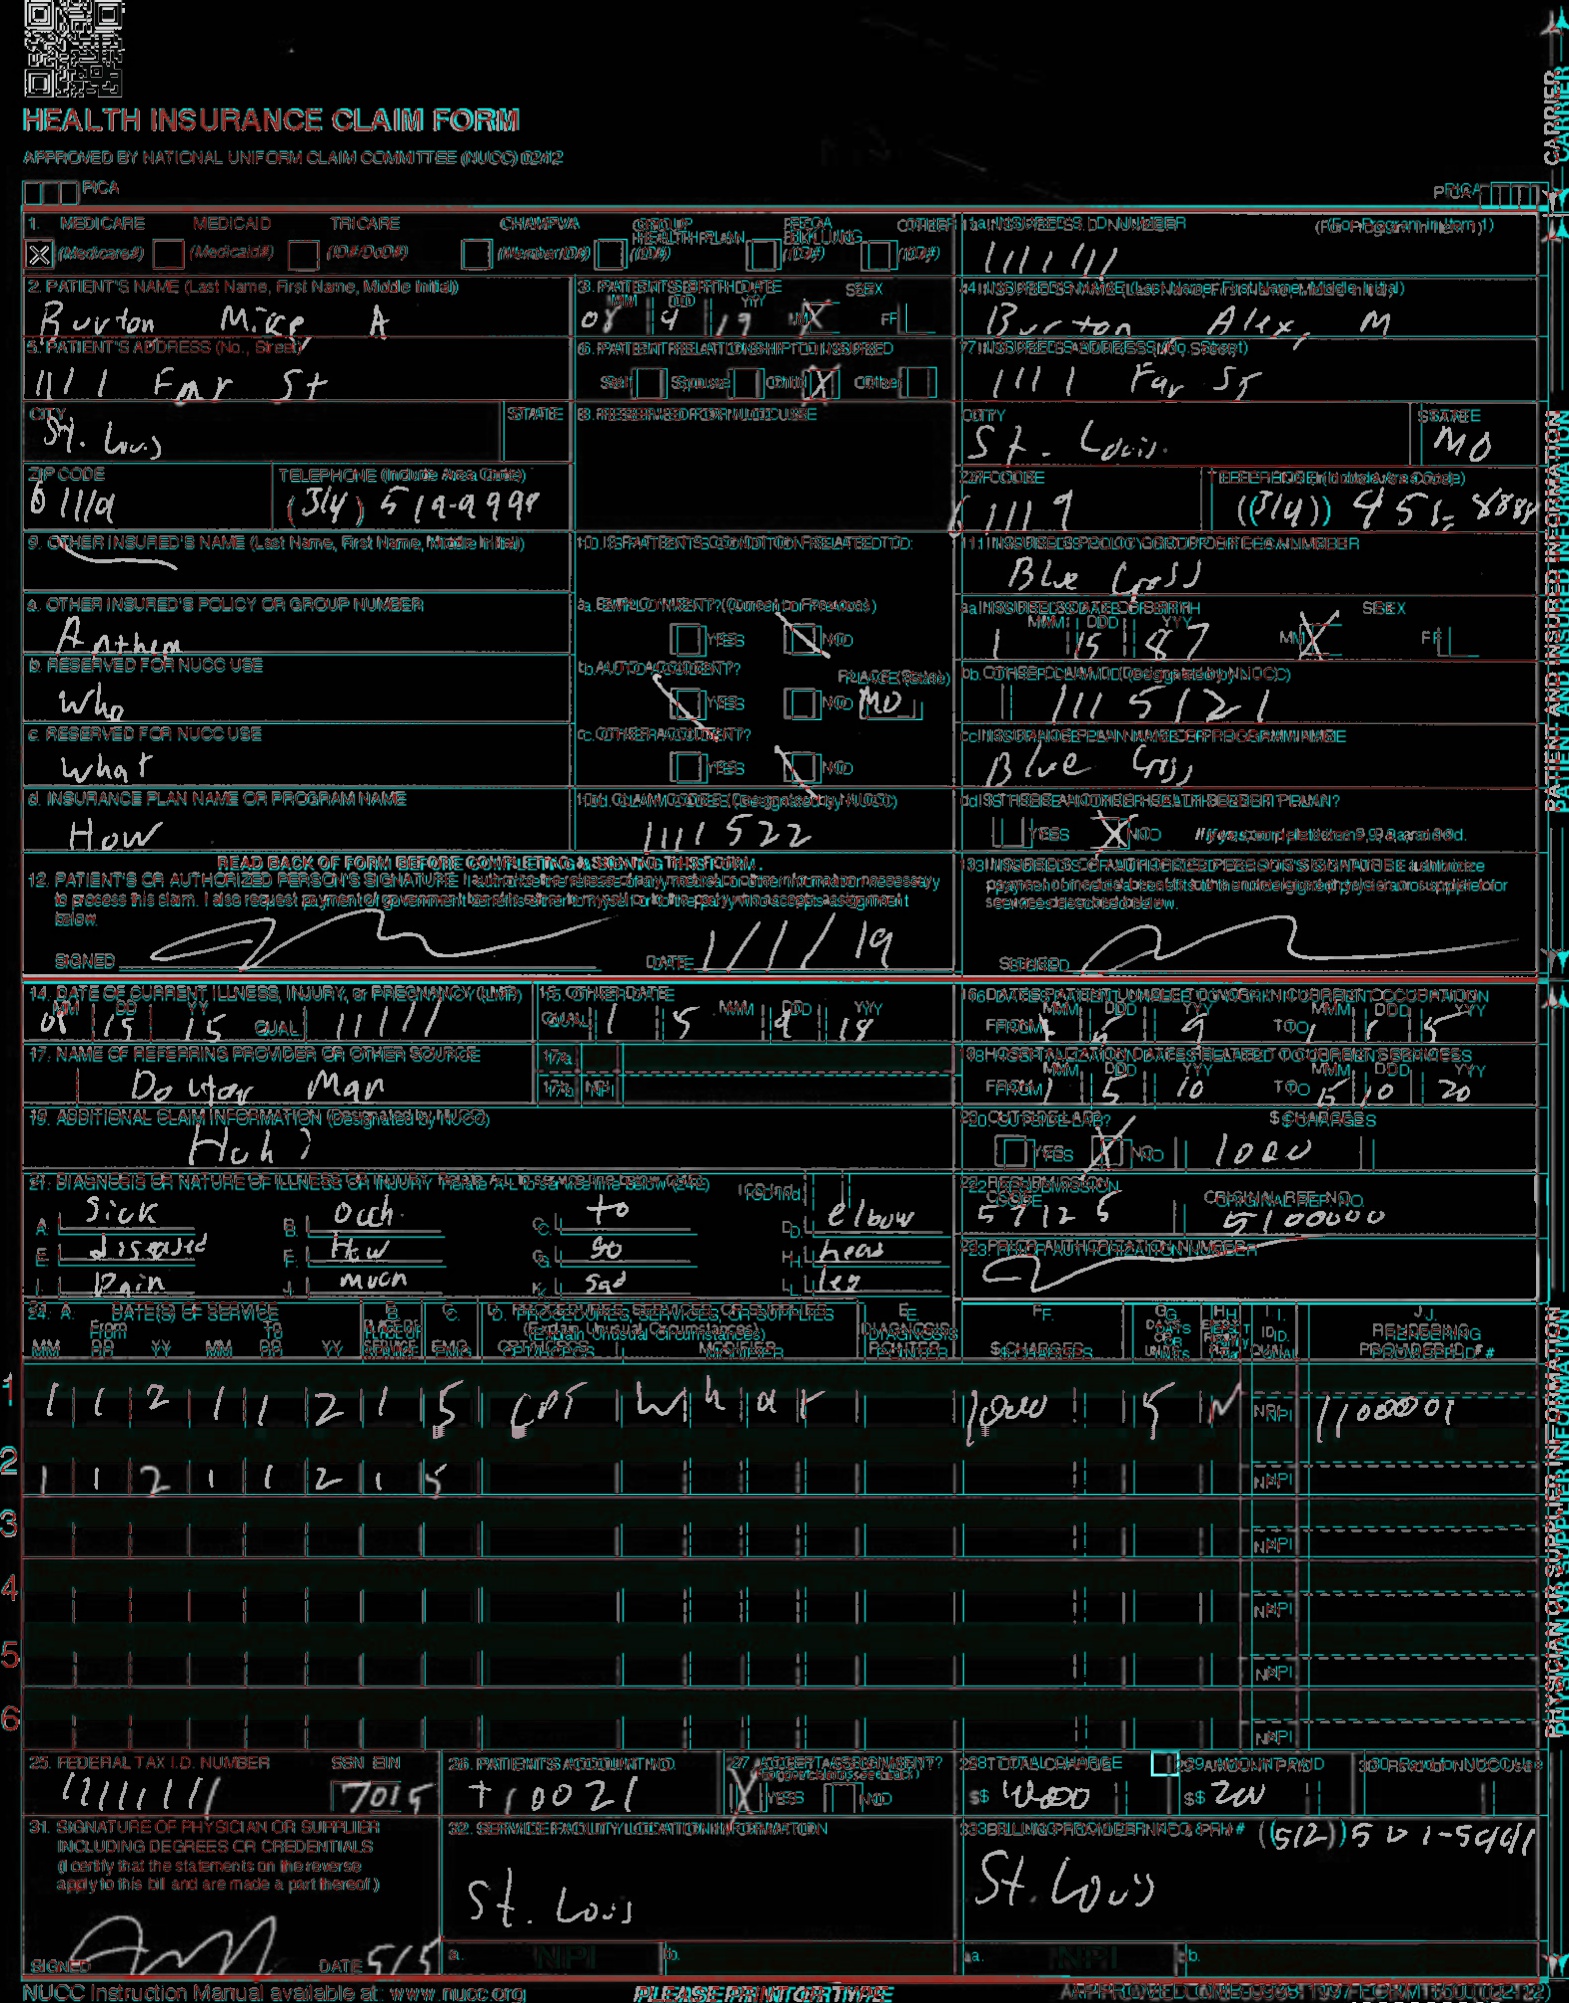 HEALTH INSURANCE CLAIM FORM
APPROVED BY NATIONAL UNIFORM CLAIM COMMITTEE (NUCC) 02/12
PICA PICA
CARRIER
1. MEDICARE MEDICAID TRICARE CHAMPVA GROUP HEALTH PLAN FECA BLK LUNG OTHER 1a. INSURED'S I.D. NUMBER (For Program in Item 1)
X (Medicare#) (Medicaid#) (ID#/DoD#) (Member ID#) (ID#) (ID#) (ID#) 1111111
2. PATIENT'S NAME (Last Name, First Name, Middle Initial) 3. PATIENT'S BIRTH DATE SEX 4. INSURED'S NAME (Last Name, First Name, Middle Initial)
MM DD YY
Burton Mike A 08 9 19 M X F Burton Alex, M
5. PATIENT'S ADDRESS (No., Street) 6. PATIENT RELATIONSHIP TO INSURED 7. INSURED'S ADDRESS (No., Street)
1111 Far St Self Spouse Child X Other 1111 Far St
CITY STATE 8. RESERVED FOR NUCC USE CITY STATE
St. Louis St. Louis. MO
ZIP CODE TELEPHONE (Include Area Code) ZIP CODE TELEPHONE (Include Area Code)
61119 (314) 519-9999 61119 (314) 451-8888
9. OTHER INSURED'S NAME (Last Name, First Name, Middle Initial) 10. IS PATIENT'S CONDITION RELATED TO: 11. INSURED'S POLICY GROUP OR FECA NUMBER
Blue Cross
a. OTHER INSURED'S POLICY OR GROUP NUMBER a. EMPLOYMENT? (Current or Previous) a. INSURED'S DATE OF BIRTH SEX
MM DD YY
Anthem YES NO 1 15 87 M X F
b. RESERVED FOR NUCC USE b. AUTO ACCIDENT? PLACE (State) b. OTHER CLAIM ID (Designated by NUCC)
Who YES NO MO 1115121
c. RESERVED FOR NUCC USE c. OTHER ACCIDENT? c. INSURANCE PLAN NAME OR PROGRAM NAME
What YES NO Blue Cross
d. INSURANCE PLAN NAME OR PROGRAM NAME 10d. CLAIM CODES (Designated by NUCC) d. IS THERE ANOTHER HEALTH BENEFIT PLAN?
How 1111522 YES X NO If yes, complete items 9, 9a, and 9d.
READ BACK OF FORM BEFORE COMPLETING & SIGNING THIS FORM.
12. PATIENT'S OR AUTHORIZED PERSON'S SIGNATURE I authorize the release of any medical or other information necessary
to process this claim. I also request payment of government benefits either to myself or to the party who accepts assignment
below.
SIGNED DATE 1/1/19
13. INSURED'S OR AUTHORIZED PERSON'S SIGNATURE I authorize
payment of medical benefits to the undersigned physician or supplier for
services described below.
SIGNED
PATIENT AND INSURED INFORMATION
14. DATE OF CURRENT ILLNESS, INJURY, or PREGNANCY (LMP) 15. OTHER DATE 16. DATES PATIENT UNABLE TO WORK IN CURRENT OCCUPATION
MM DD YY MM DD YY MM DD YY MM DD YY
15 15 QUAL 11111 QUAL 1 5 9 18 FROM 9 TO 5
17. NAME OF REFERRING PROVIDER OR OTHER SOURCE 17a. 18. HOSPITALIZATION DATES RELATED TO CURRENT SERVICES
MM DD YY MM DD YY
Doctor Man 17b. NPI FROM 1 5 10 TO 15 10 20
19. ADDITIONAL CLAIM INFORMATION (Designated by NUCC) 20. OUTSIDE LAB? $ CHARGES
Huh? YES X NO 1000
21. DIAGNOSIS OR NATURE OF ILLNESS OR INJURY Relate A-L to service line below (24E) ICD Ind. 22. RESUBMISSION CODE ORIGINAL REF. NO.
A. Sick B. Ouch. C. to D. elbow 57125 5100000
E. diseased F. How G. so H. head 23. PRIOR AUTHORIZATION NUMBER
I. Pain J. much K. sad L. leg
24. A. DATE(S) OF SERVICE B. C. D. PROCEDURES, SERVICES, OR SUPPLIES E. F. G. H. I. J.
From To PLACE OF (Explain Unusual Circumstances) DIAGNOSIS DAYS OR UNITS ID. RENDERING
MM DD YY MM DD YY SERVICE EMG CPT/HCPCS MODIFIER POINTER $ CHARGES QUAL. PROVIDER ID. #
1 1 1 2 1 1 2 1 5 CPT W h a t 1000 5 N NPI 1100001
2 1 1 2 1 1 2 1 5 NPI
3 NPI
4 NPI
5 NPI
6 NPI
25. FEDERAL TAX I.D. NUMBER SSN EIN 26. PATIENT'S ACCOUNT NO. 27. ACCEPT ASSIGNMENT? 28. TOTAL CHARGE 29. AMOUNT PAID 30. Rsvd for NUCC Use
(For govt. claims, see back)
11111111 7015 +10021 X YES NO $ $ 200
31. SIGNATURE OF PHYSICIAN OR SUPPLIER
INCLUDING DEGREES OR CREDENTIALS
(I certify that the statements on the reverse
apply to this bill and are made a part thereof.)
SIGNED DATE 5/5
32. SERVICE FACILITY LOCATION INFORMATION
St. Louis
a. NPI b.
33. BILLING PROVIDER INFO & PH # (512)
St. Louis
a. NPI b.
PHYSICIAN OR SUPPLIER INFORMATION
NUCC Instruction Manual available at: www.nucc.org PLEASE PRINT OR TYPE APPROVED OMB-0938-1197 FORM 1500 (02-12)